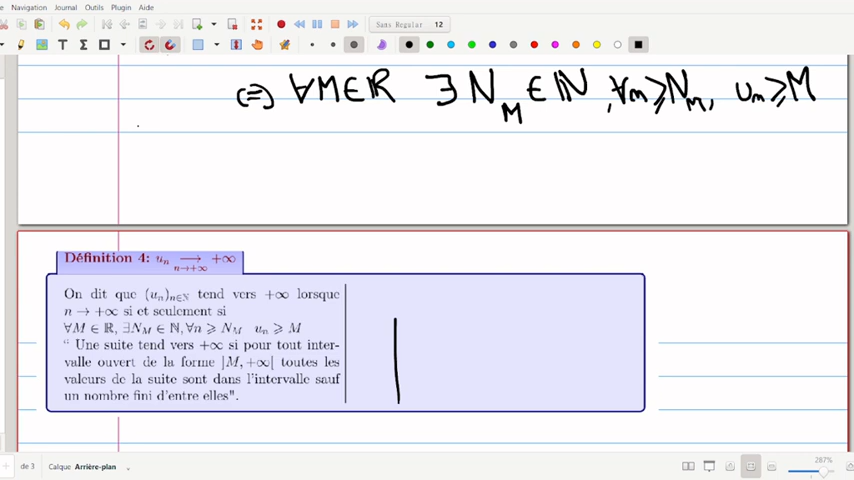 Navigation Journal Outils Plugin Aide
Sans Regular 12
(=) ∀M∈ℝ ∃ N_M ∈ ℕ, ∀n ⩾ N_M, u_n ⩾ M
Définition 4: u_n ⟶ +∞
n→+∞
On dit que (u_n)_{n∈ℕ} tend vers +∞ lorsque
n → +∞ si et seulement si
∀M ∈ ℝ, ∃N_M ∈ ℕ, ∀n ⩾ N_M u_n ⩾ M
" Une suite tend vers +∞ si pour tout inter-
valle ouvert de la forme ]M, +∞[ toutes les
valeurs de la suite sont dans l'intervalle sauf
un nombre fini d'entre elles".
de 3 Calque Arrière-plan 287%